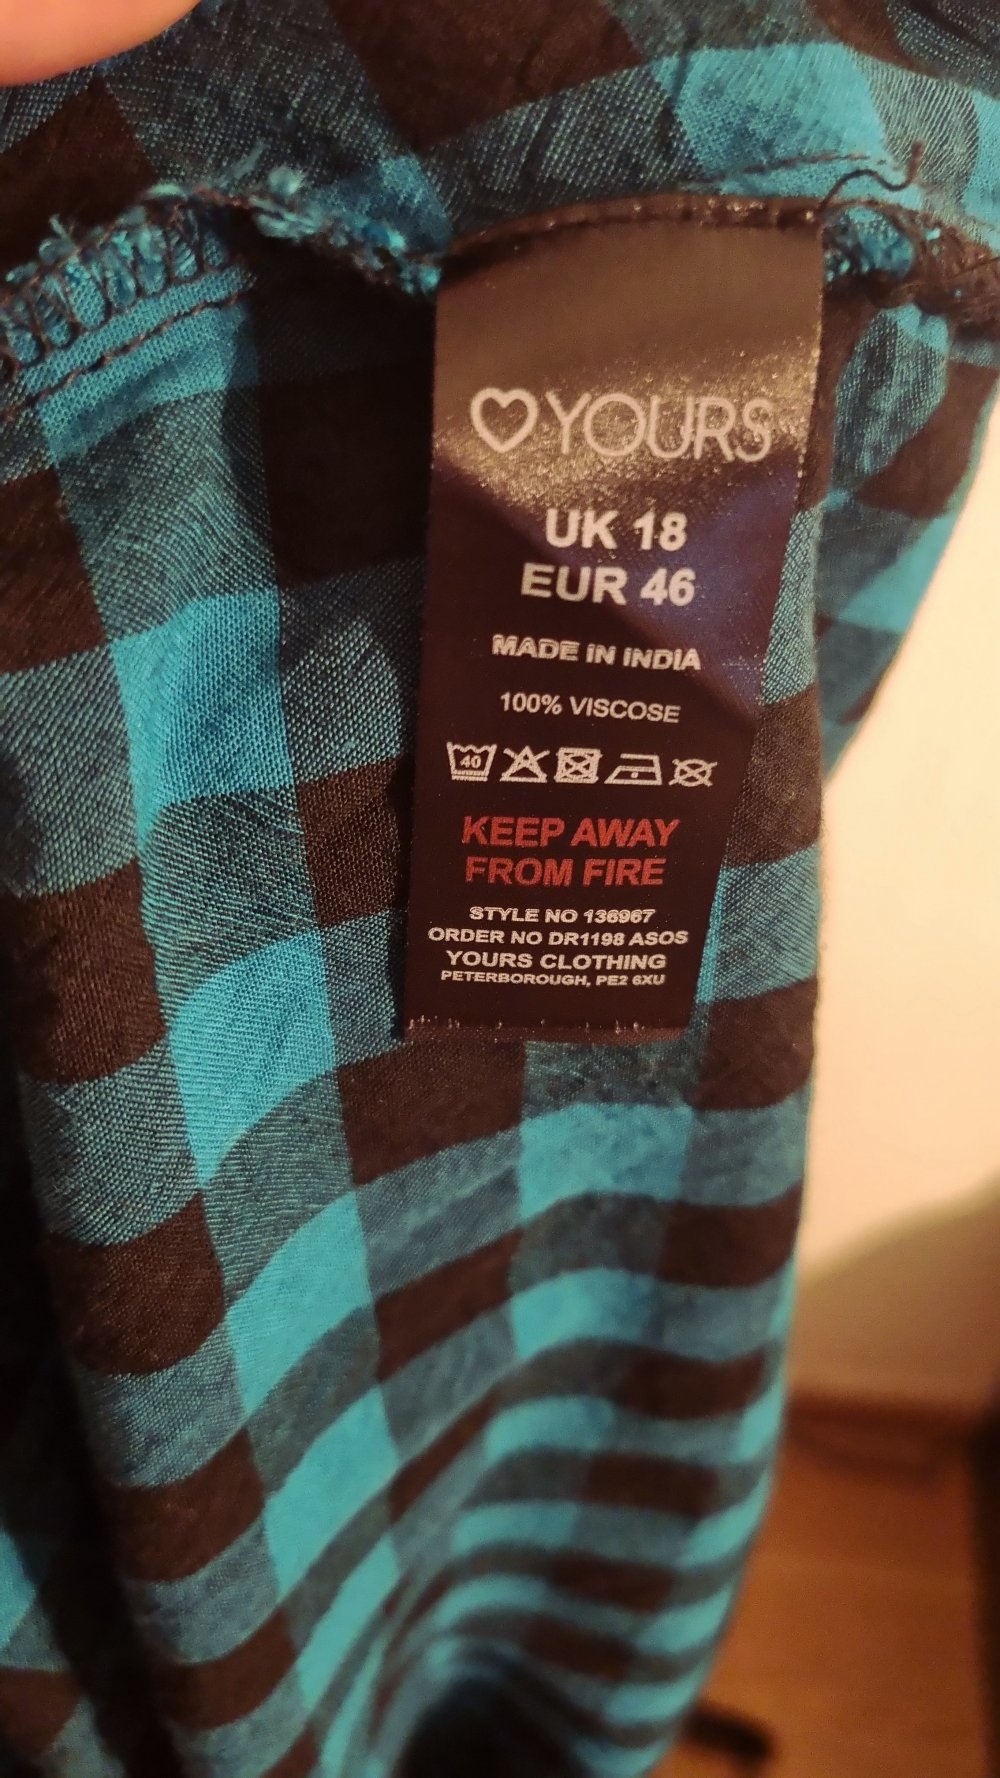 YOURS
UK 18
EUR 46
MADE IN INDIA
100% VISCOSE
40
KEEP AWAY
FROM FIRE
STYLE NO 136967
ORDER NO DR1198 ASOS
YOURS CLOTHING
PETERBOROUGH, PE2 6XU